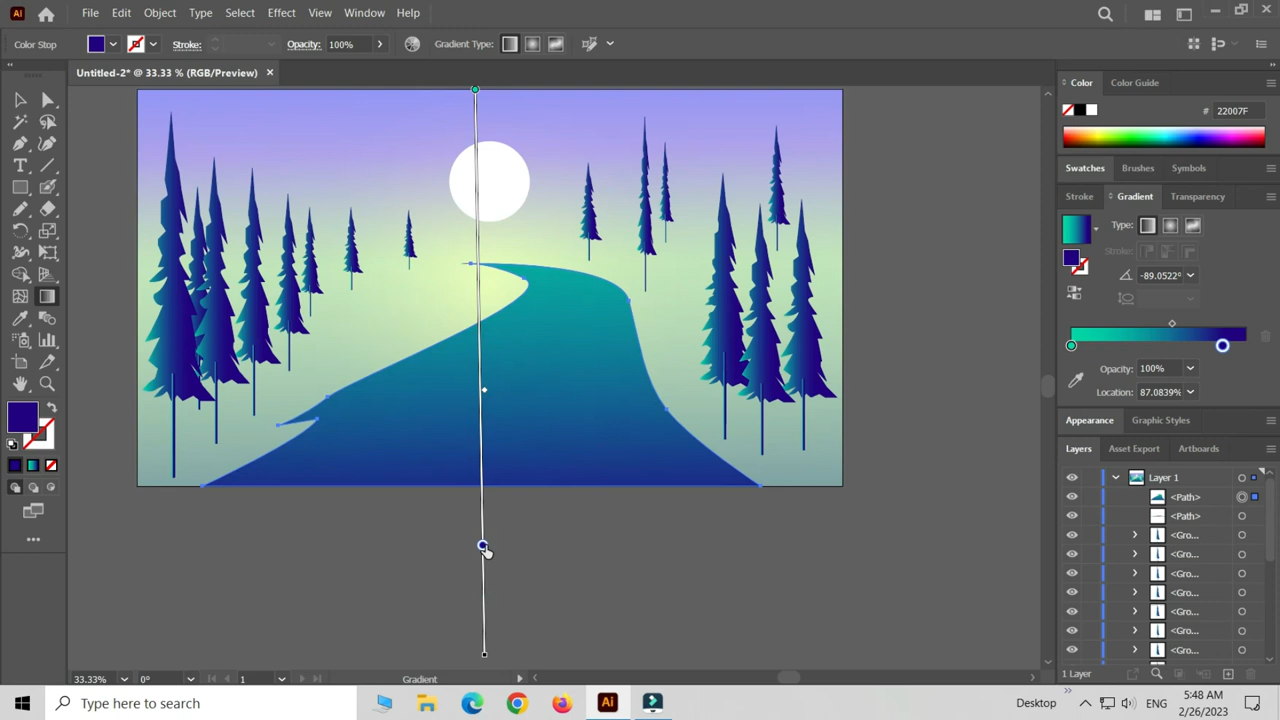 Ai File Edit Object Type Select Effect View Window Help
Color Stop Stroke: Opacity: 100% Gradient Type:
Untitled-2* @ 33.33 % (RGB/Preview) ×
Color Color Guide
# 22007F
Swatches Brushes Symbols
Stroke Gradient Transparency
Type:
Stroke:
-89.0522°
Opacity: 100%
Location: 87.0839%
Appearance Graphic Styles
Layers Asset Export Artboards
Layer 1
<Path>
<Path>
<Gro...
<Gro...
<Gro...
<Gro...
<Gro...
<Gro...
<Gro...
33.33% 0° 1 Gradient
1 Layer
Type here to search
Ai
Desktop ENG
5:48 AM
2/26/2023